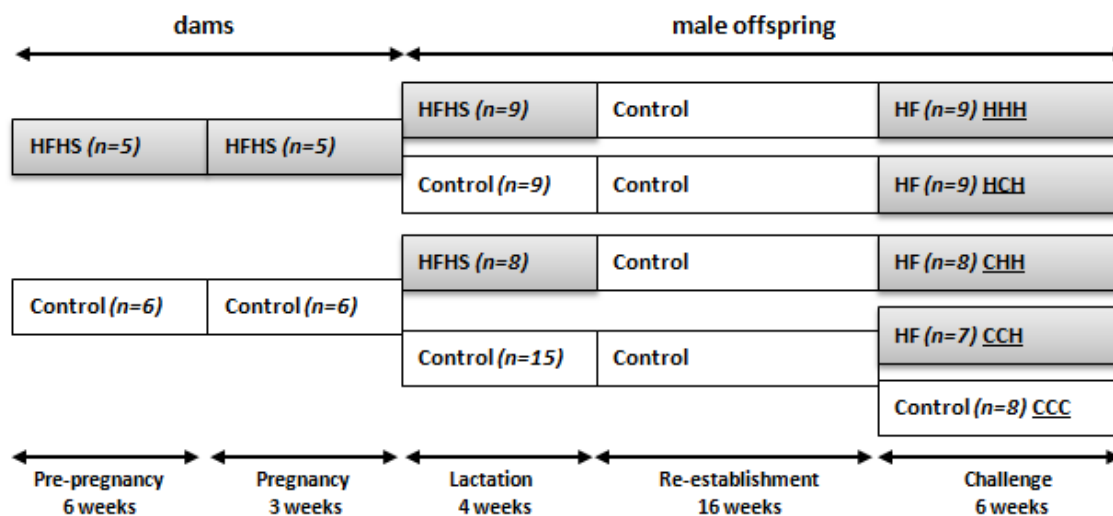 dams
male offspring
HFHS (n=9)
Control
HF (n=9) HHH
HFHS (n=5)
HFHS (n=5)
Control (n=9)
Control
HF (n=9) HCH
HFHS (n=8)
Control
HF (n=8) CHH
Control (n=6)
Control (n=6)
HF (n=7) CCH
Control (n=15)
Control
Control (n=8) CCC
Pre-pregnancy
6 weeks
Pregnancy
3 weeks
Lactation
4 weeks
Re-establishment
16 weeks
Challenge
6 weeks